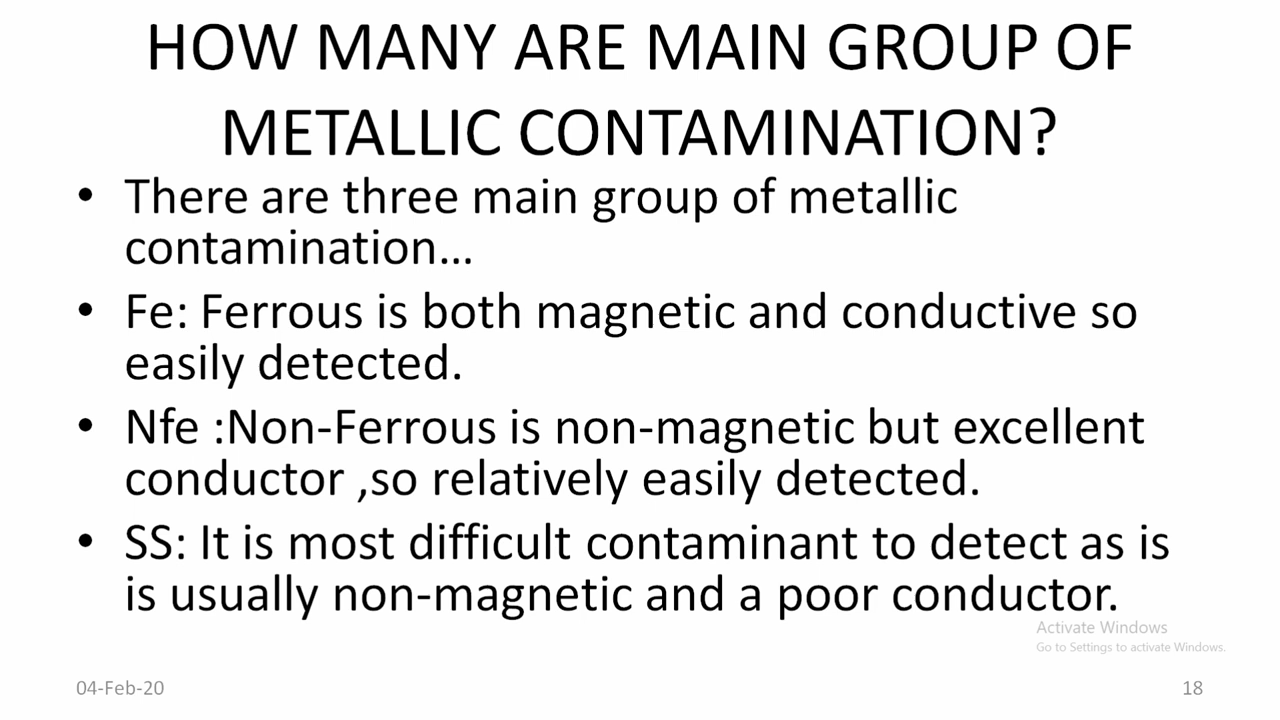 HOW MANY ARE MAIN GROUP OF
METALLIC CONTAMINATION?
• There are three main group of metallic
contamination...
• Fe: Ferrous is both magnetic and conductive so
easily detected.
• Nfe :Non-Ferrous is non-magnetic but excellent
conductor ,so relatively easily detected.
• SS: It is most difficult contaminant to detect as is
is usually non-magnetic and a poor conductor.
Activate Windows
Go to Settings to activate Windows.
04-Feb-20
18